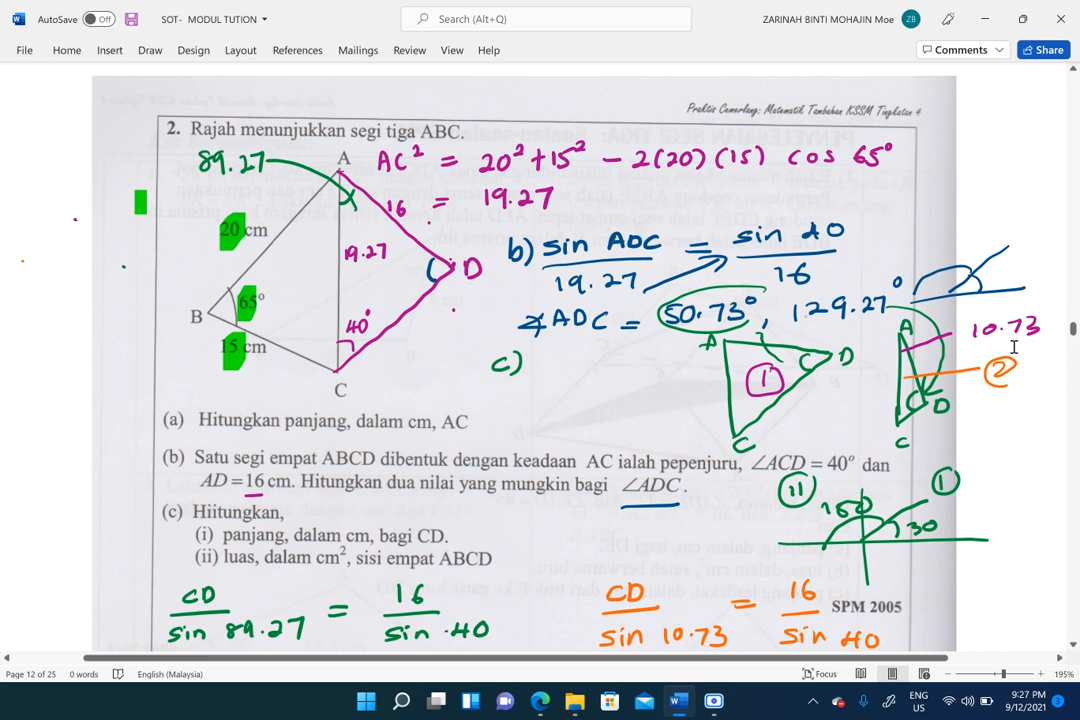 AutoSave Off SOT- MODUL TUTION Search (Alt+Q) ZARINAH BINTI MOHAJIN Moe ZB
File Home Insert Draw Design Layout References Mailings Review View Help Comments Share
Praktis Cemerlang: Matematik Tambahan KSSM Tingkatan 4
2. Rajah menunjukkan segi tiga ABC.
89.27
A
AC² = 20² + 15² - 2(20)(15) cos 65°
= 19.27
16
20 cm
19.27
D
B
65°
40°
15 cm
C
b) sin ADC / 19.27 = sin 40 / 16
∡ADC = 50.73°, 129.27°
c)
A
D
C
1
A
10.73
2
D
C
(a) Hitungkan panjang, dalam cm, AC
(b) Satu segi empat ABCD dibentuk dengan keadaan AC ialah pepenjuru, ∠ACD = 40° dan
AD = 16 cm. Hitungkan dua nilai yang mungkin bagi ∠ADC.
(c) Hiitungkan,
(i) panjang, dalam cm, bagi CD.
(ii) luas, dalam cm², sisi empat ABCD
11
1
150
30
SPM 2005
CD / sin 89.27 = 16 / sin 40
CD / sin 10.73 = 16 / sin 40
Page 12 of 25 0 words English (Malaysia) Focus 195%
ENG
US
9:27 PM
9/12/2021
3